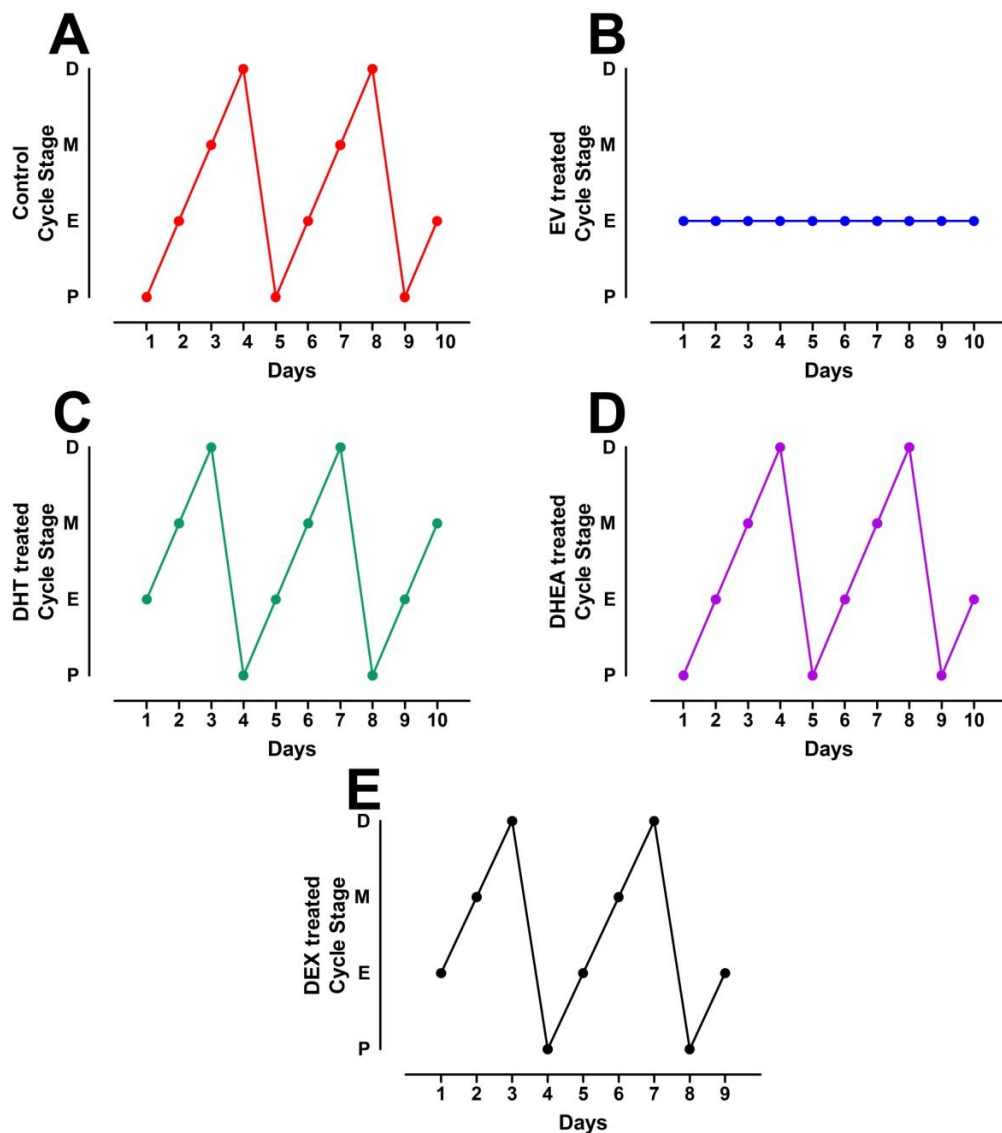 A
D
M
E
P
Control
Cycle Stage
1 2 3 4 5 6 7 8 9 10
Days
B
D
M
E
P
EV treated
Cycle Stage
1 2 3 4 5 6 7 8 9 10
Days
C
D
M
E
P
DHT treated
Cycle Stage
1 2 3 4 5 6 7 8 9 10
Days
D
D
M
E
P
DHEA treated
Cycle Stage
1 2 3 4 5 6 7 8 9 10
Days
E
D
M
E
P
DEX treated
Cycle Stage
1 2 3 4 5 6 7 8 9
Days